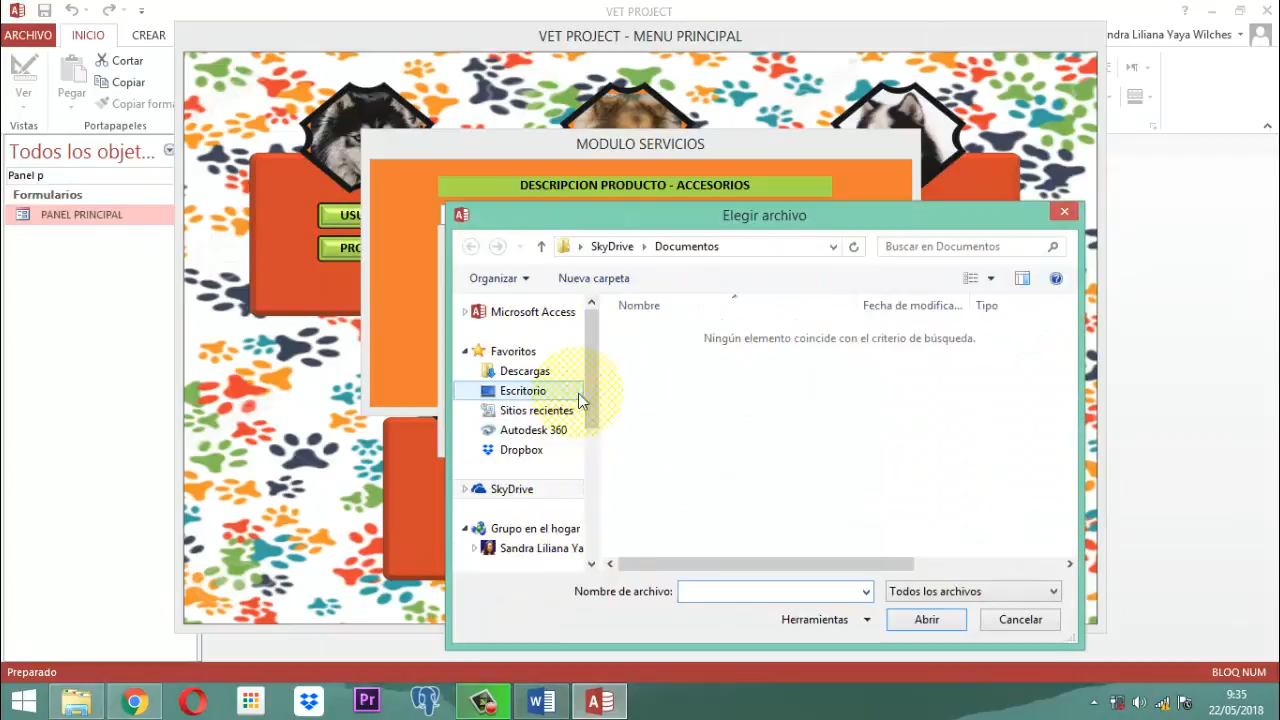 VET PROJECT
ARCHIVO
INICIO
CREAR
ndra Liliana Yaya Wilches
Ver
Pegar
Cortar
Copiar
Copiar forma
Vistas
Portapapeles
VET PROJECT - MENU PRINCIPAL
Todos los objet...
Panel p
Formularios
PANEL PRINCIPAL
USU
PRO
MODULO SERVICIOS
DESCRIPCION PRODUCTO - ACCESORIOS
Elegir archivo
SkyDrive
Documentos
Buscar en Documentos
Organizar
Nueva carpeta
Microsoft Access
Favoritos
Descargas
Escritorio
Sitios recientes
Autodesk 360
Dropbox
SkyDrive
Grupo en el hogar
Sandra Liliana Ya
Nombre
Fecha de modifica...
Tipo
Ningún elemento coincide con el criterio de búsqueda.
Nombre de archivo:
Todos los archivos
Herramientas
Abrir
Cancelar
Preparado
BLOQ NUM
9:35
22/05/2018